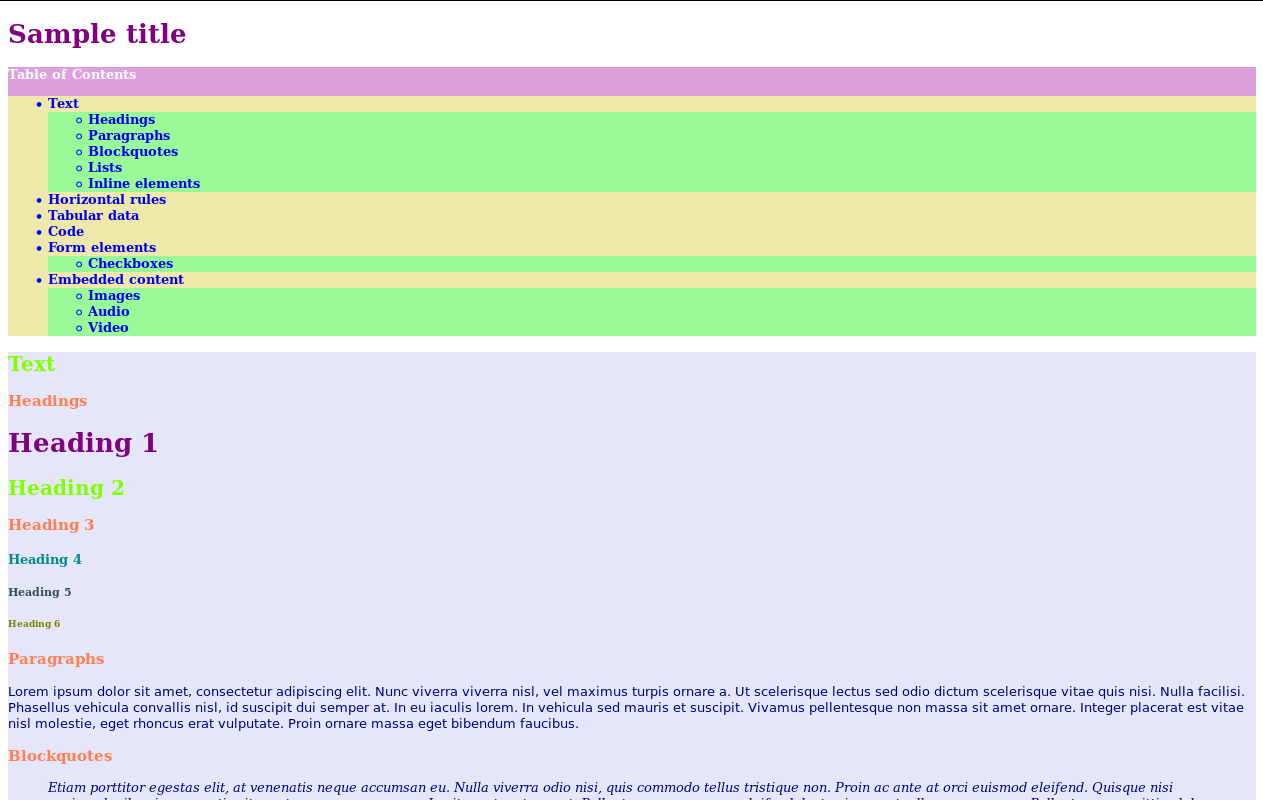 Sample title
Table of Contents
Text
Headings
Paragraphs
Blockquotes
Lists
Inline elements
Horizontal rules
Tabular data
Code
Form elements
Checkboxes
Embedded content
Images
Audio
Video
Text
Headings
Heading 1
Heading 2
Heading 3
Heading 4
Heading 5
Heading 6
Paragraphs
Lorem ipsum dolor sit amet, consectetur adipiscing elit. Nunc viverra viverra nisl, vel maximus turpis ornare a. Ut scelerisque lectus sed odio dictum scelerisque vitae quis nisi. Nulla facilisi.
Phasellus vehicula convallis nisl, id suscipit dui semper at. In eu iaculis lorem. In vehicula sed mauris et suscipit. Vivamus pellentesque non massa sit amet ornare. Integer placerat est vitae
nisl molestie, eget rhoncus erat vulputate. Proin ornare massa eget bibendum faucibus.
Blockquotes
Etiam porttitor egestas elit, at venenatis neque accumsan eu. Nulla viverra odio nisi, quis commodo tellus tristique non. Proin ac ante at orci euismod eleifend. Quisque nisi